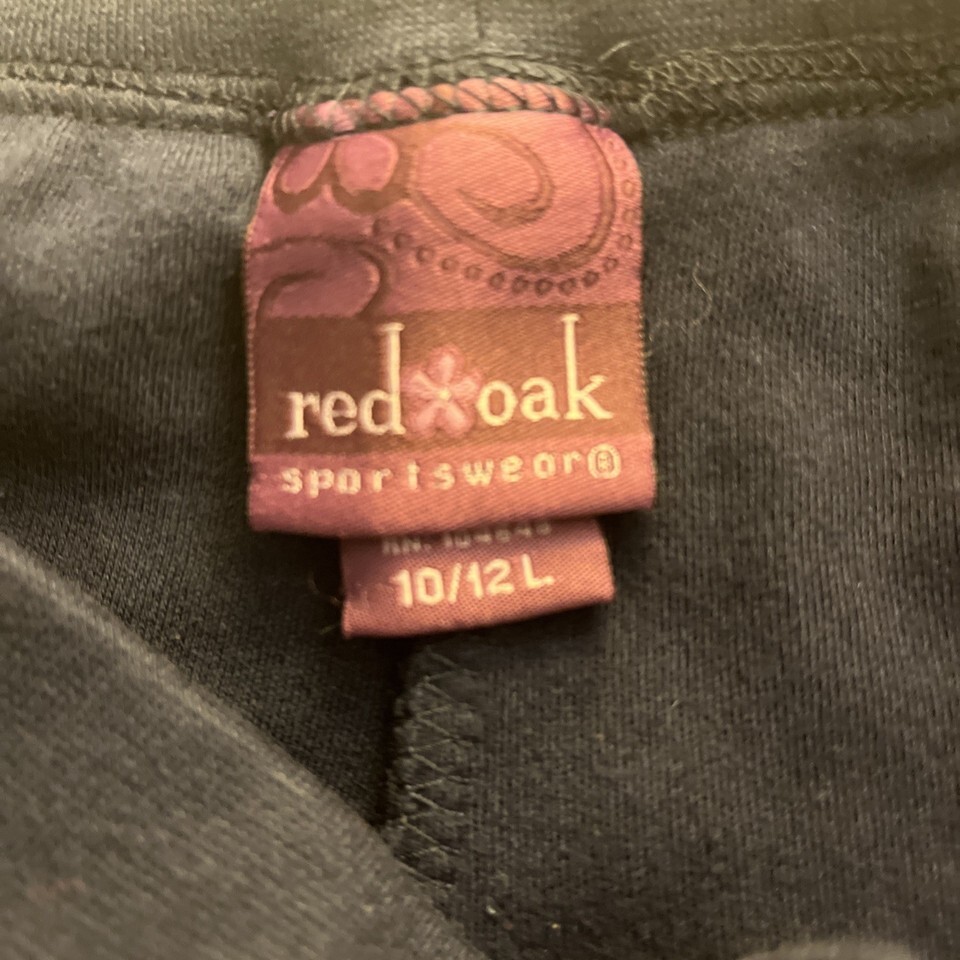 red oak
sportswear®
10/12 L